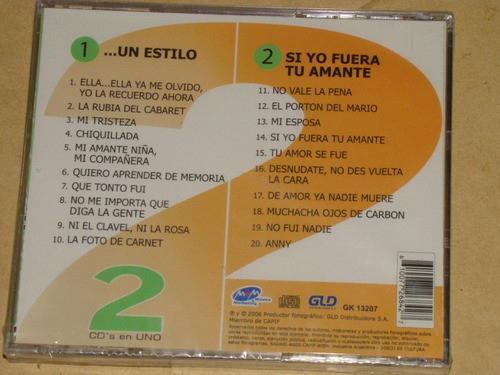 1 ...UN ESTILO
1. ELLA...ELLA YA ME OLVIDO,
YO LA RECUERDO AHORA
2. LA RUBIA DEL CABARET
3. MI TRISTEZA
4. CHIQUILLADA
5. MI AMANTE NIÑA,
MI COMPAÑERA
6. QUIERO APRENDER DE MEMORIA
7. QUE TONTO FUI
8. NO ME IMPORTA QUE
DIGA LA GENTE
9. NI EL CLAVEL, NI LA ROSA
10. LA FOTO DE CARNET
2 SI YO FUERA
TU AMANTE
11. NO VALE LA PENA
12. EL PORTON DEL MARIO
13. MI ESPOSA
14. SI YO FUERA TU AMANTE
15. TU AMOR SE FUE
16. DESNUDATE, NO DES VUELTA
LA CARA
17. DE AMOR YA NADIE MUERE
18. MUCHACHA OJOS DE CARBON
19. NO FUI NADIE
20. ANNY
2
CD's en UNO
GLD
GK 13207
℗ y © 2006 Productor fonográfico: GLD Distribuidora S.A.
Miembro de CAPIF